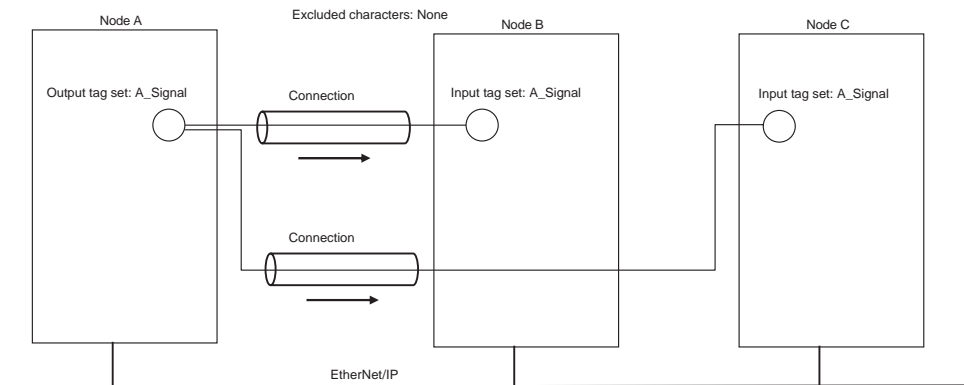 Excluded characters: None
Node A
Node B
Node C
Output tag set: A_Signal
Connection
Input tag set: A_Signal
Input tag set: A_Signal
Connection
EtherNet/IP